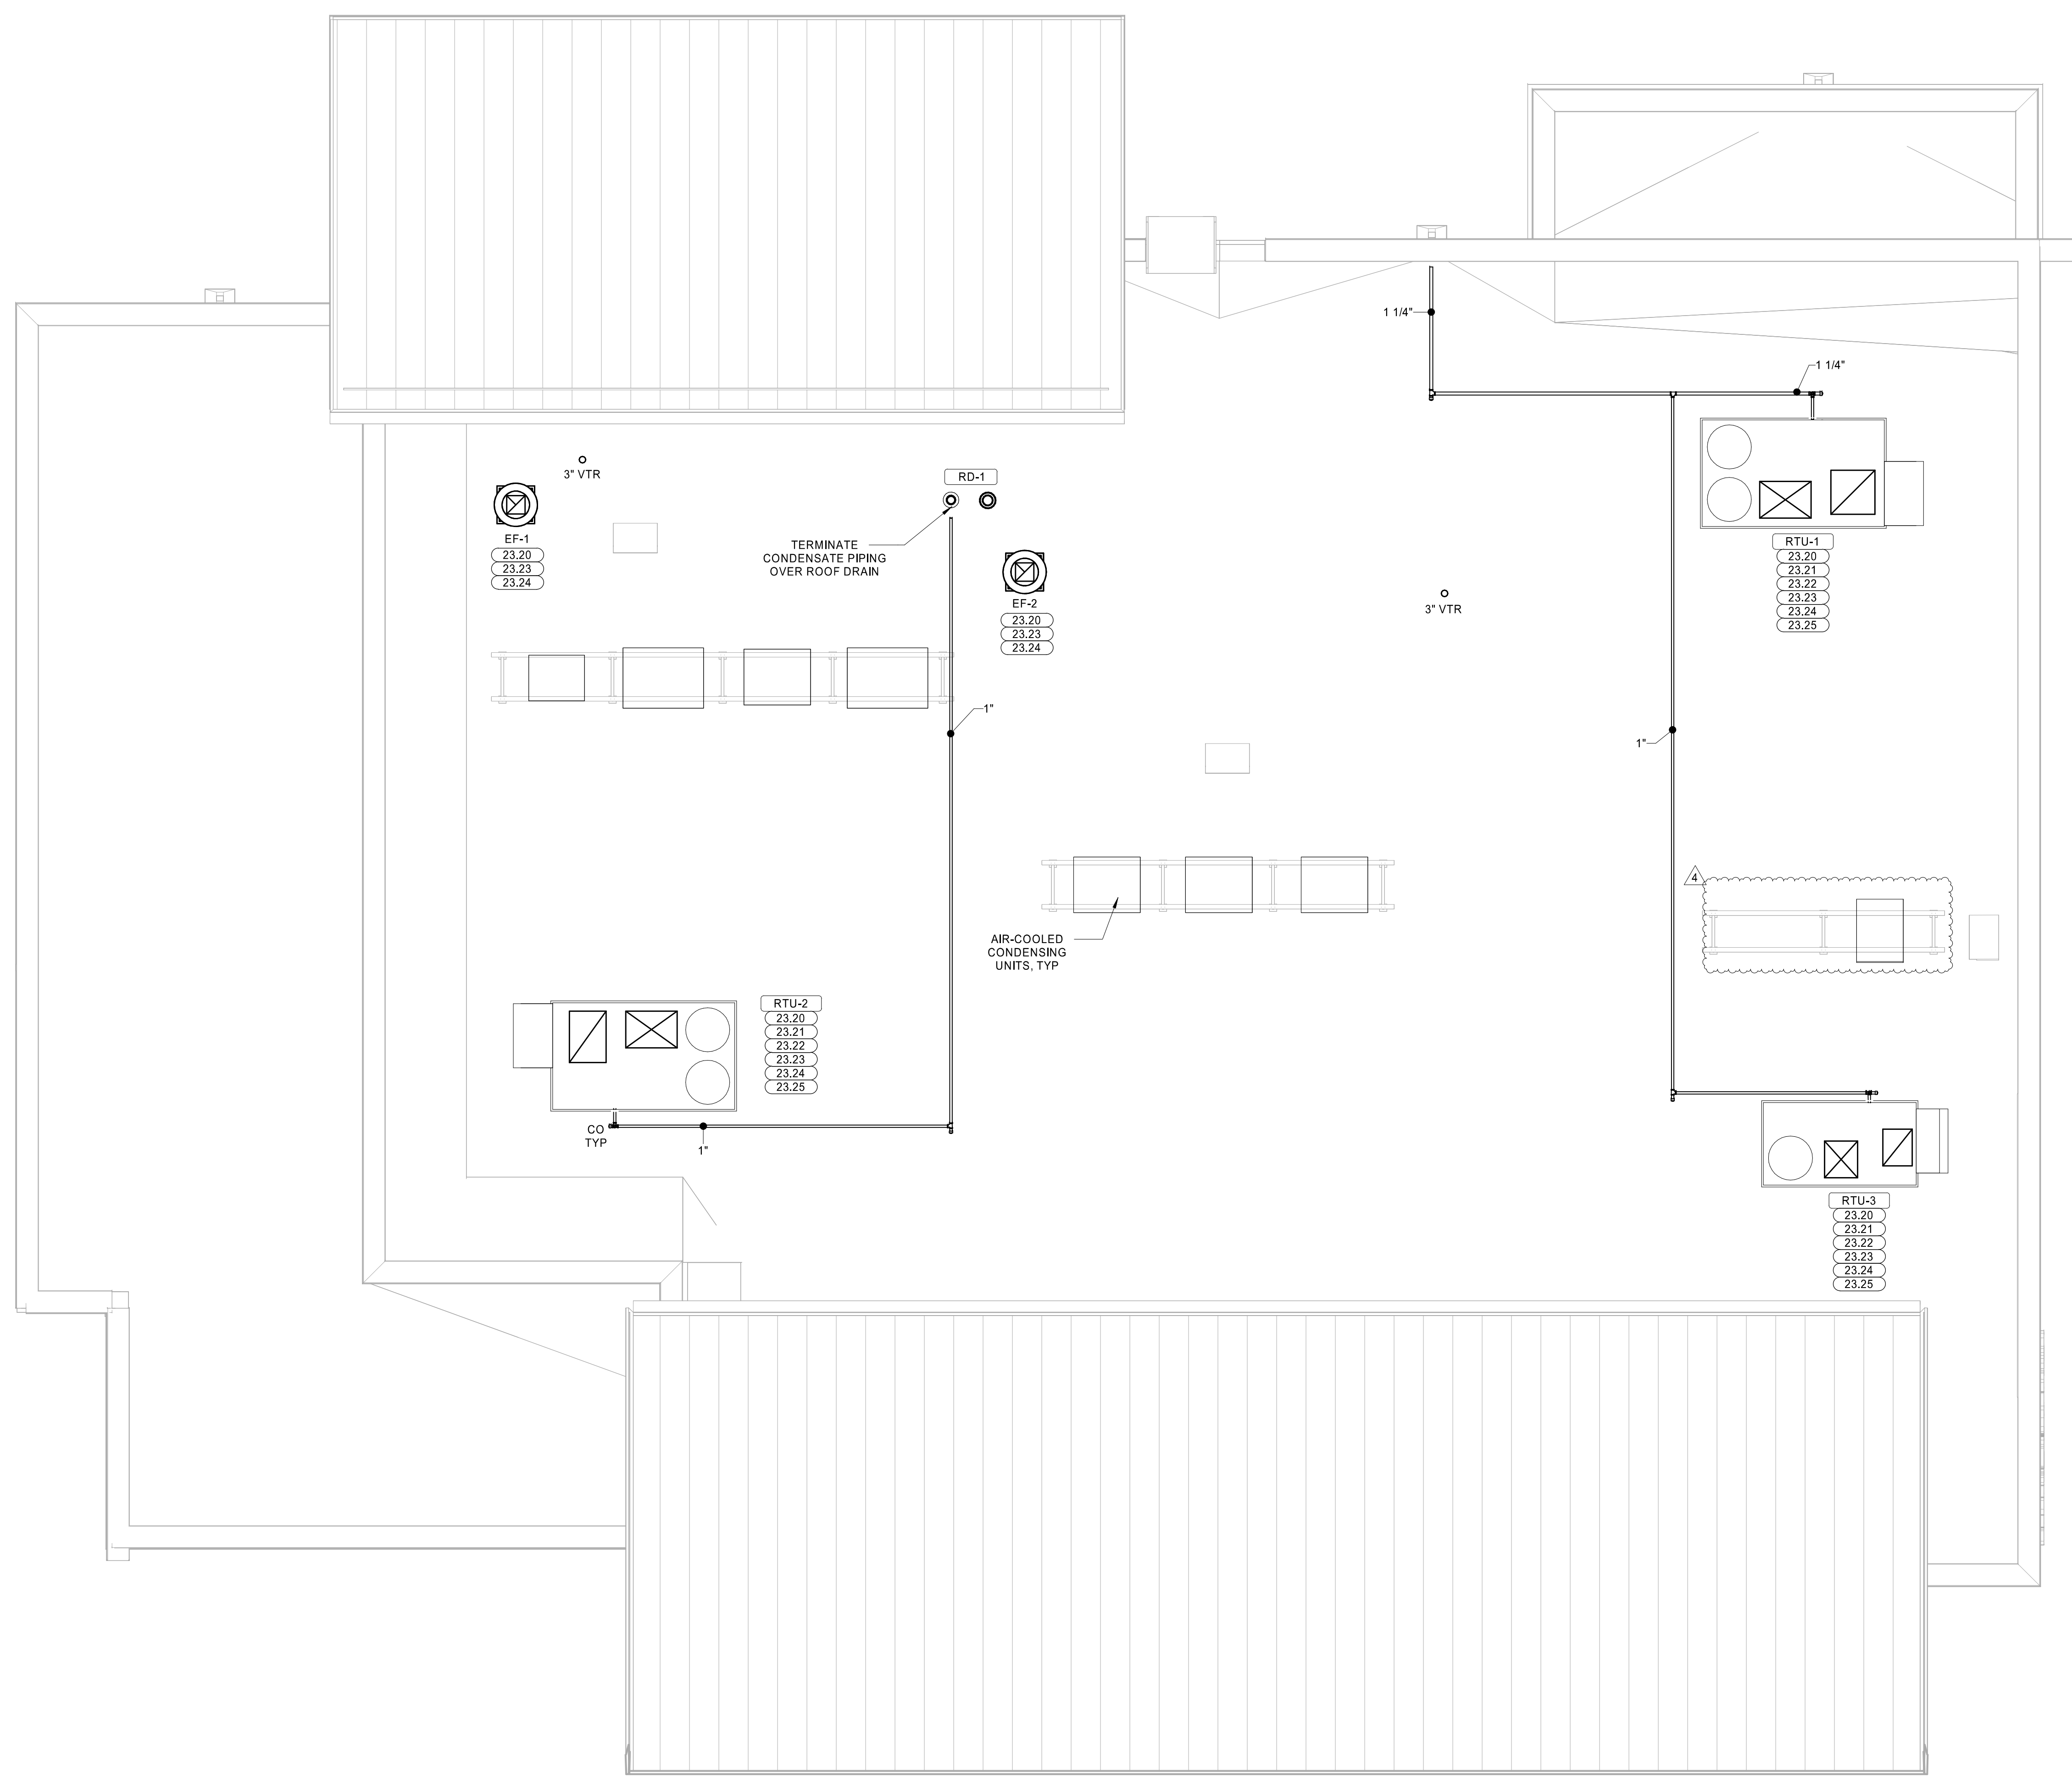 1 1/4"
1 1/4"
3" VTR
EF-1
23.20
23.23
23.24
RD-1
TERMINATE
CONDENSATE PIPING
OVER ROOF DRAIN
EF-2
23.20
23.23
23.24
3" VTR
RTU-1
23.20
23.21
23.22
23.23
23.24
23.25
1"
1"
4
AIR-COOLED
CONDENSING
UNITS, TYP
RTU-2
23.20
23.21
23.22
23.23
23.24
23.25
CO
TYP
1"
RTU-3
23.20
23.21
23.22
23.23
23.24
23.25